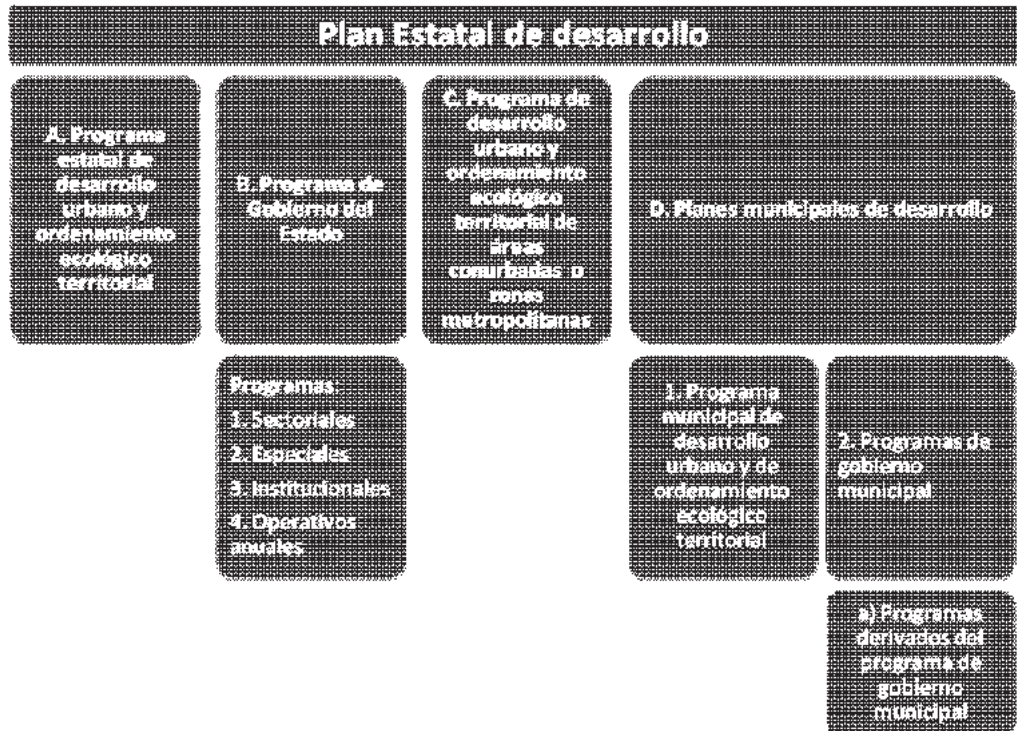 Plan Estatal de desarrollo
A. Programa
estatal de
desarrollo
urbano y
ordenamiento
ecológico
territorial
B. Programa de
Gobierno del
Estado
C. Programa de
desarrollo
urbano y
ordenamiento
ecológico
territorial de
áreas
conurbadas o
zonas
metropolitanas
D. Planes municipales de desarrollo
Programas:
1. Sectoriales
2. Especiales
3. Institucionales
4. Operativos
anuales
1. Programa
municipal de
desarrollo
urbano y de
ordenamiento
ecológico
territorial
2. Programas de
gobierno
municipal
a) Programas
derivados del
programa de
gobierno
municipal